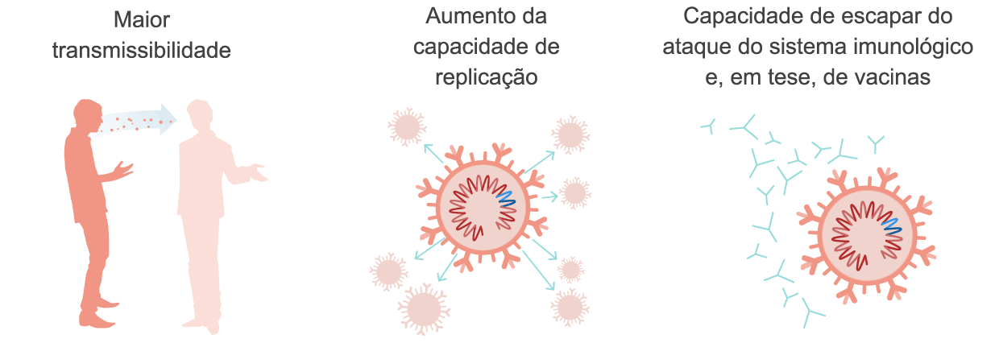 Maior
transmissibilidade
Aumento da
capacidade de
replicação
Capacidade de escapar do
ataque do sistema imunológico
e, em tese, de vacinas